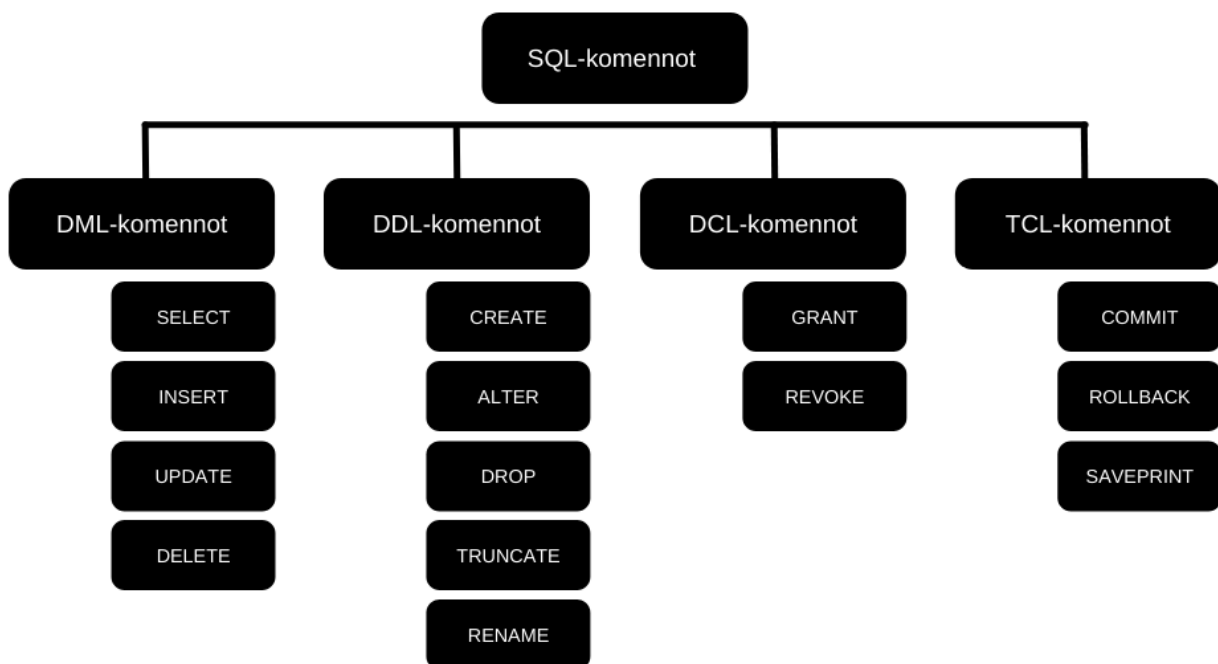 SQL-komennot
DML-komennot
DDL-komennot
DCL-komennot
TCL-komennot
SELECT
INSERT
UPDATE
DELETE
CREATE
ALTER
DROP
TRUNCATE
RENAME
GRANT
REVOKE
COMMIT
ROLLBACK
SAVEPRINT